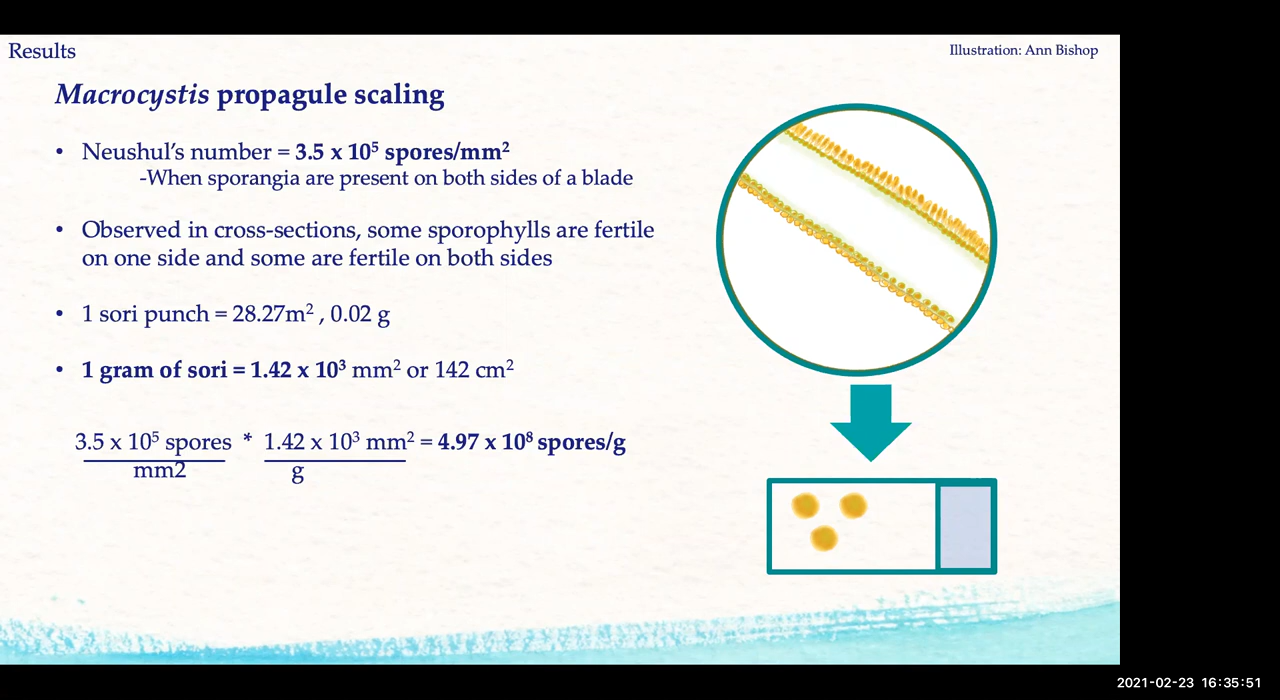 Results
Illustration: Ann Bishop
Macrocystis propagule scaling
• Neushul’s number = 3.5 x 10⁵ spores/mm²
-When sporangia are present on both sides of a blade
• Observed in cross-sections, some sporophylls are fertile
on one side and some are fertile on both sides
• 1 sori punch = 28.27m² , 0.02 g
• 1 gram of sori = 1.42 x 10³ mm² or 142 cm²
3.5 x 10⁵ spores * 1.42 x 10³ mm² = 4.97 x 10⁸ spores/g
mm2 g
2021-02-23 16:35:51